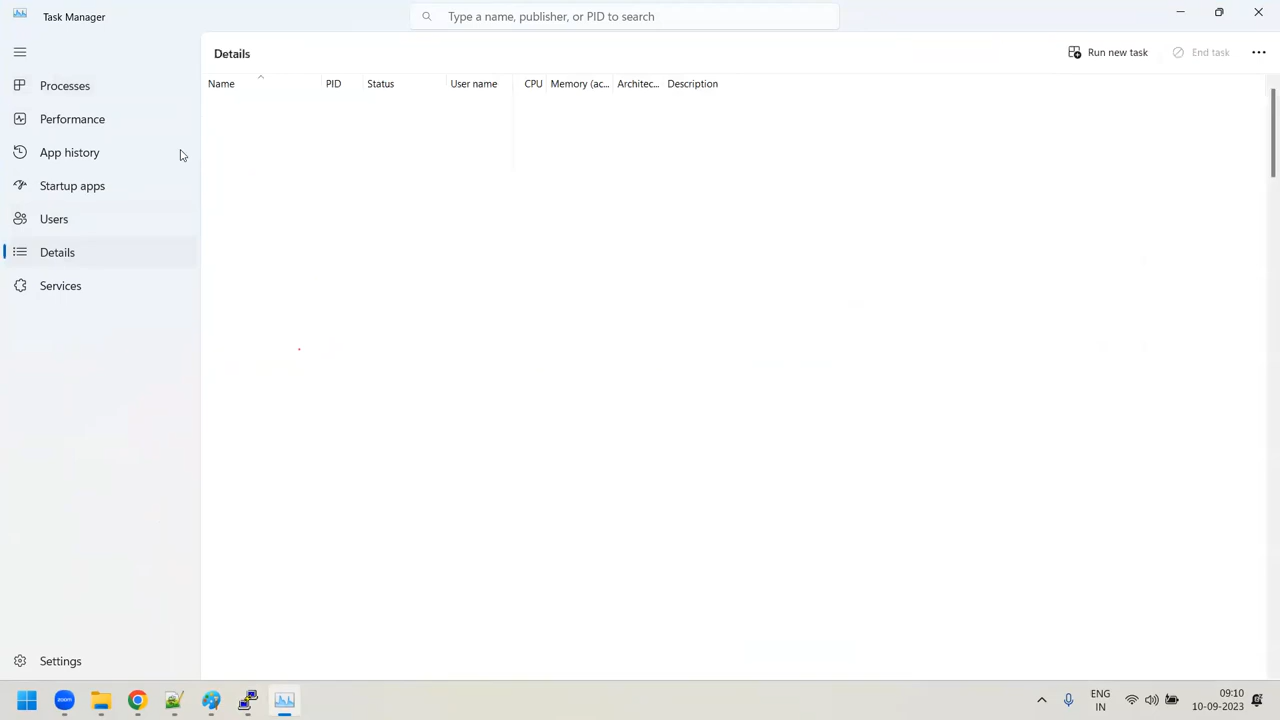 Task Manager
Type a name, publisher, or PID to search
Details
Run new task
End task
Processes
Performance
App history
Startup apps
Users
Details
Services
Name
PID
Status
User name
CPU
Memory (ac...
Architec...
Description
Settings
zoom
ENG
IN
09:10
10-09-2023